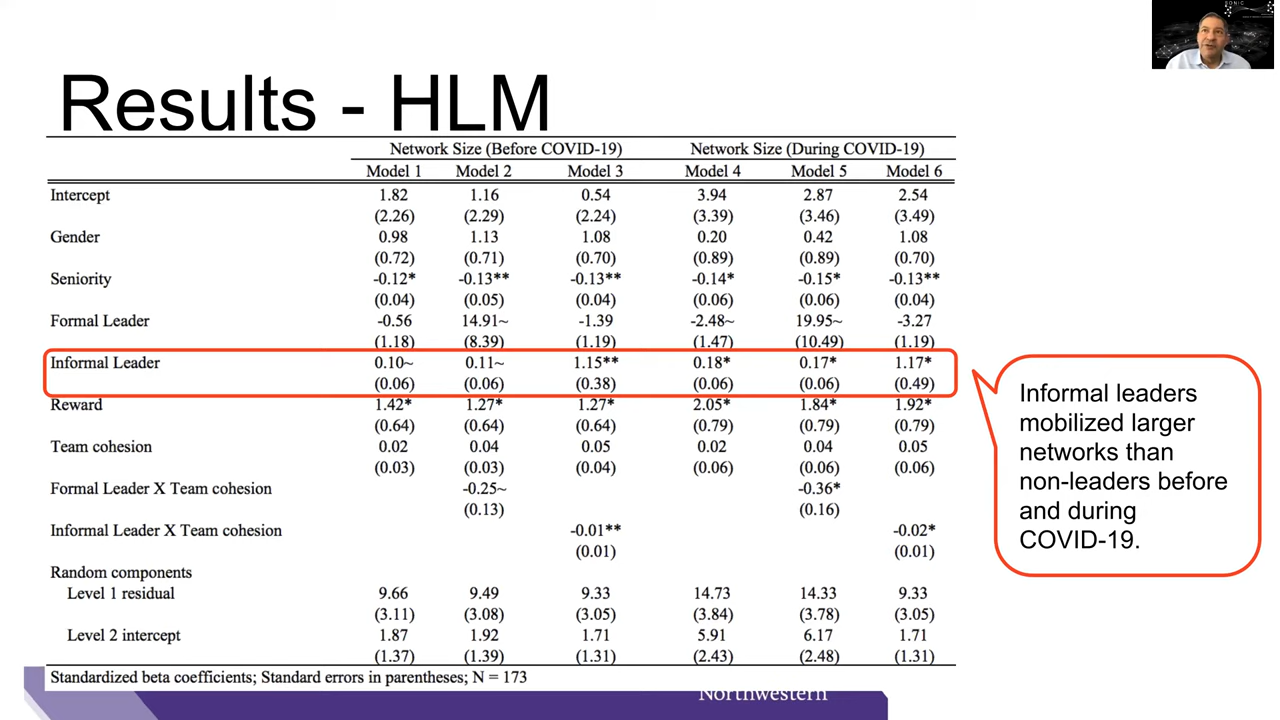 SONIC
Results - HLM
Network Size (Before COVID-19) Network Size (During COVID-19)
Model 1 Model 2 Model 3 Model 4 Model 5 Model 6
Intercept 1.82 1.16 0.54 3.94 2.87 2.54
(2.26) (2.29) (2.24) (3.39) (3.46) (3.49)
Gender 0.98 1.13 1.08 0.20 0.42 1.08
(0.72) (0.71) (0.70) (0.89) (0.89) (0.70)
Seniority -0.12* -0.13** -0.13** -0.14* -0.15* -0.13**
(0.04) (0.05) (0.04) (0.06) (0.06) (0.04)
Formal Leader -0.56 14.91~ -1.39 -2.48~ 19.95~ -3.27
(1.18) (8.39) (1.19) (1.47) (10.49) (1.19)
Informal Leader 0.10~ 0.11~ 1.15** 0.18* 0.17* 1.17*
(0.06) (0.06) (0.38) (0.06) (0.06) (0.49)
Reward 1.42* 1.27* 1.27* 2.05* 1.84* 1.92*
(0.64) (0.64) (0.64) (0.79) (0.79) (0.79)
Team cohesion 0.02 0.04 0.05 0.02 0.04 0.05
(0.03) (0.03) (0.04) (0.06) (0.06) (0.06)
Formal Leader X Team cohesion -0.25~ -0.36*
(0.13) (0.16)
Informal Leader X Team cohesion -0.01** -0.02*
(0.01) (0.01)
Random components
Level 1 residual 9.66 9.49 9.33 14.73 14.33 9.33
(3.11) (3.08) (3.05) (3.84) (3.78) (3.05)
Level 2 intercept 1.87 1.92 1.71 5.91 6.17 1.71
(1.37) (1.39) (1.31) (2.43) (2.48) (1.31)
Standardized beta coefficients; Standard errors in parentheses; N = 173
Northwestern
Informal leaders
mobilized larger
networks than
non-leaders before
and during
COVID-19.